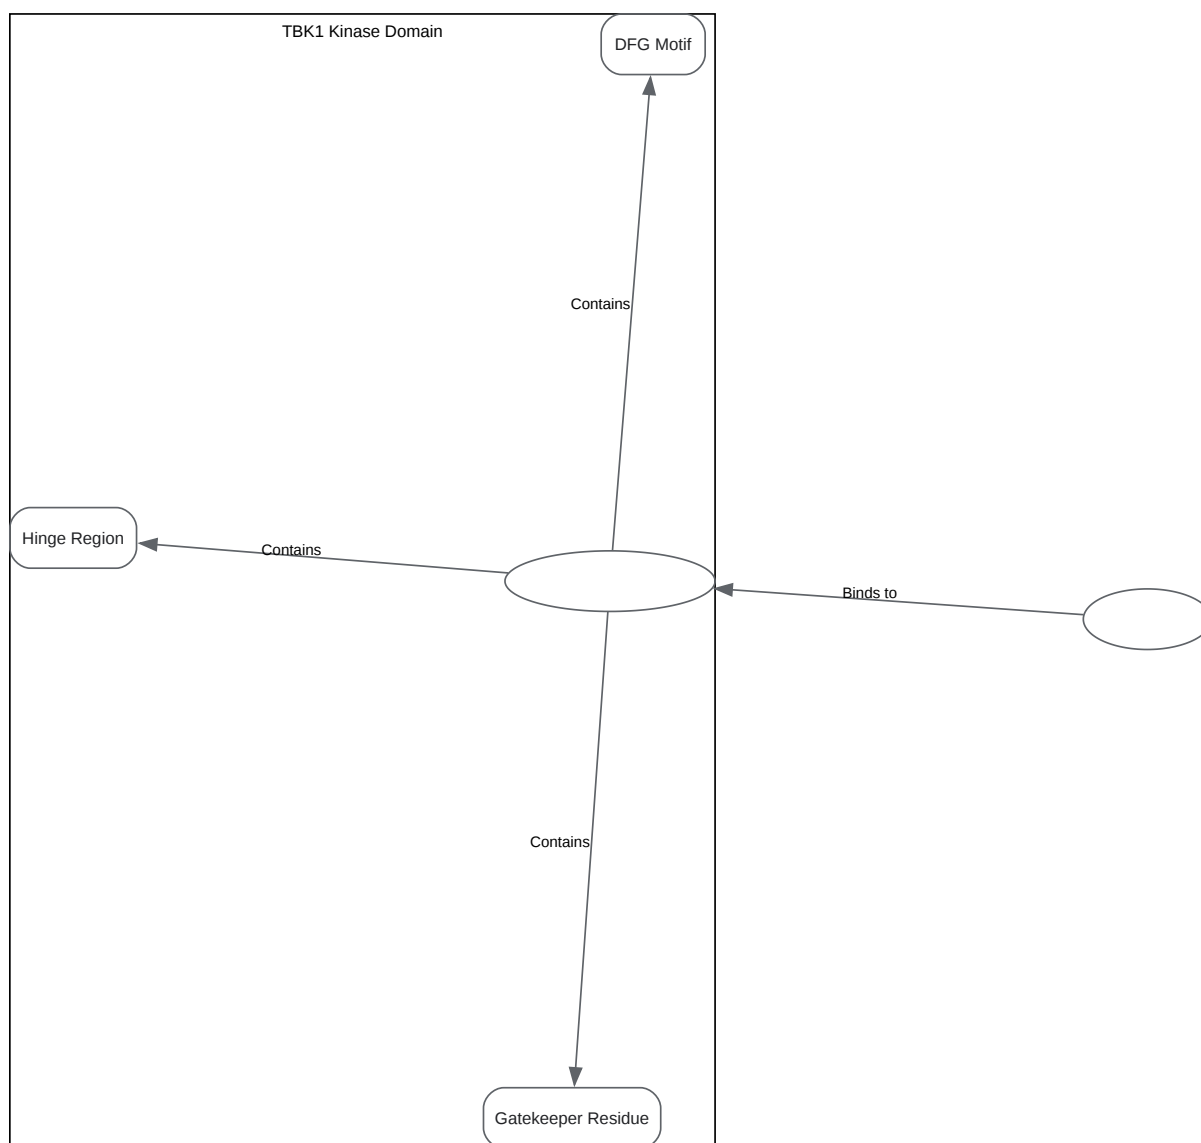 TBK1 Kinase Domain
DFG Motif
Contains
Hinge Region
Contains
Binds to
Contains
Gatekeeper Residue